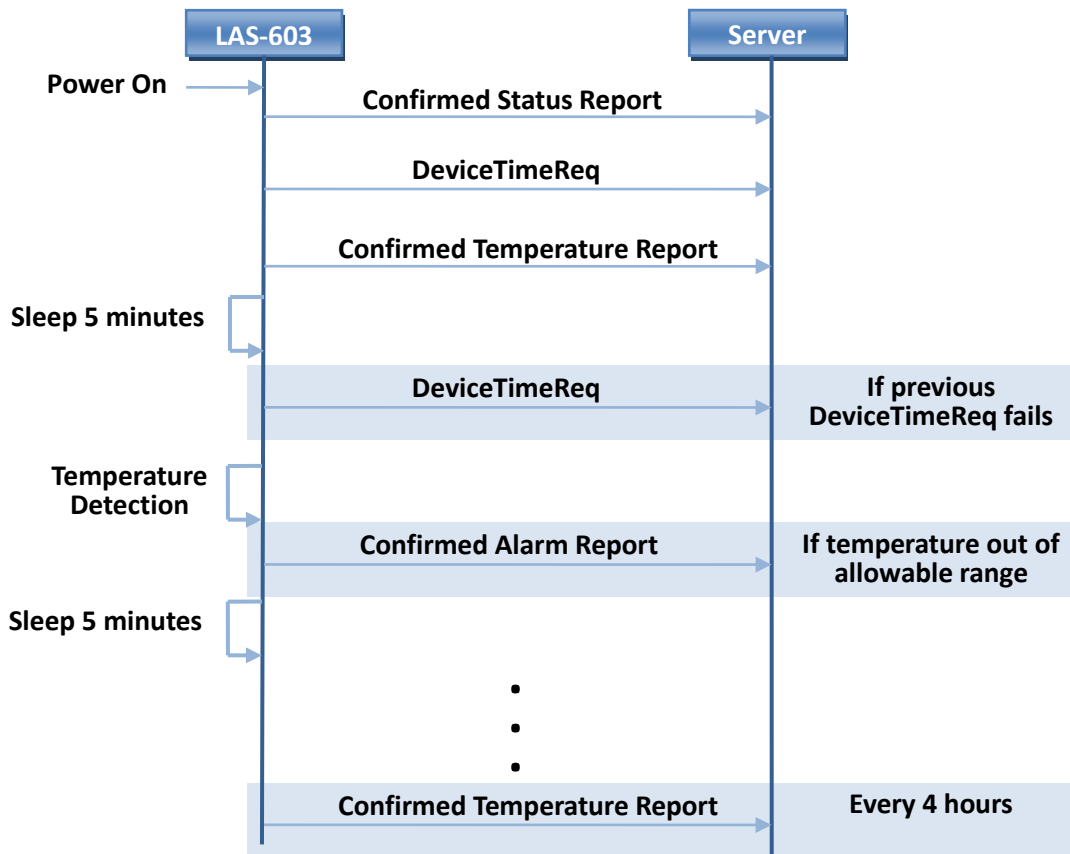 LAS-603
Server
Power On
Confirmed Status Report
DeviceTimeReq
Confirmed Temperature Report
Sleep 5 minutes
DeviceTimeReq
If previous
DeviceTimeReq fails
Temperature
Detection
Confirmed Alarm Report
If temperature out of
allowable range
Sleep 5 minutes
Confirmed Temperature Report
Every 4 hours